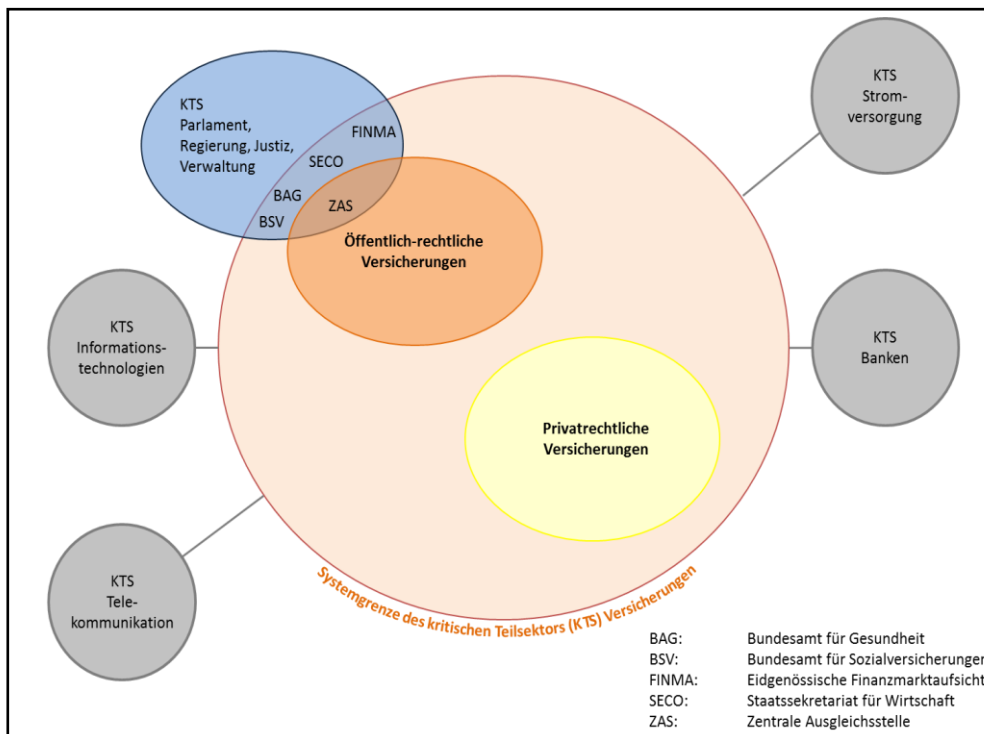 KTS
Parlament,
Regierung, Justiz,
Verwaltung
FINMA
SECO
BAG
ZAS
BSV
Öffentlich-rechtliche
Versicherungen
Privatrechtliche
Versicherungen
KTS
Strom-
versorgung
KTS
Informations-
technologien
KTS
Banken
KTS
Tele-
kommunikation
Systemgrenze des kritischen Teilsektors (KTS) Versicherungen
BAG: Bundesamt für Gesundheit
BSV: Bundesamt für Sozialversicherungen
FINMA: Eidgenössische Finanzmarktaufsicht
SECO: Staatssekretariat für Wirtschaft
ZAS: Zentrale Ausgleichsstelle